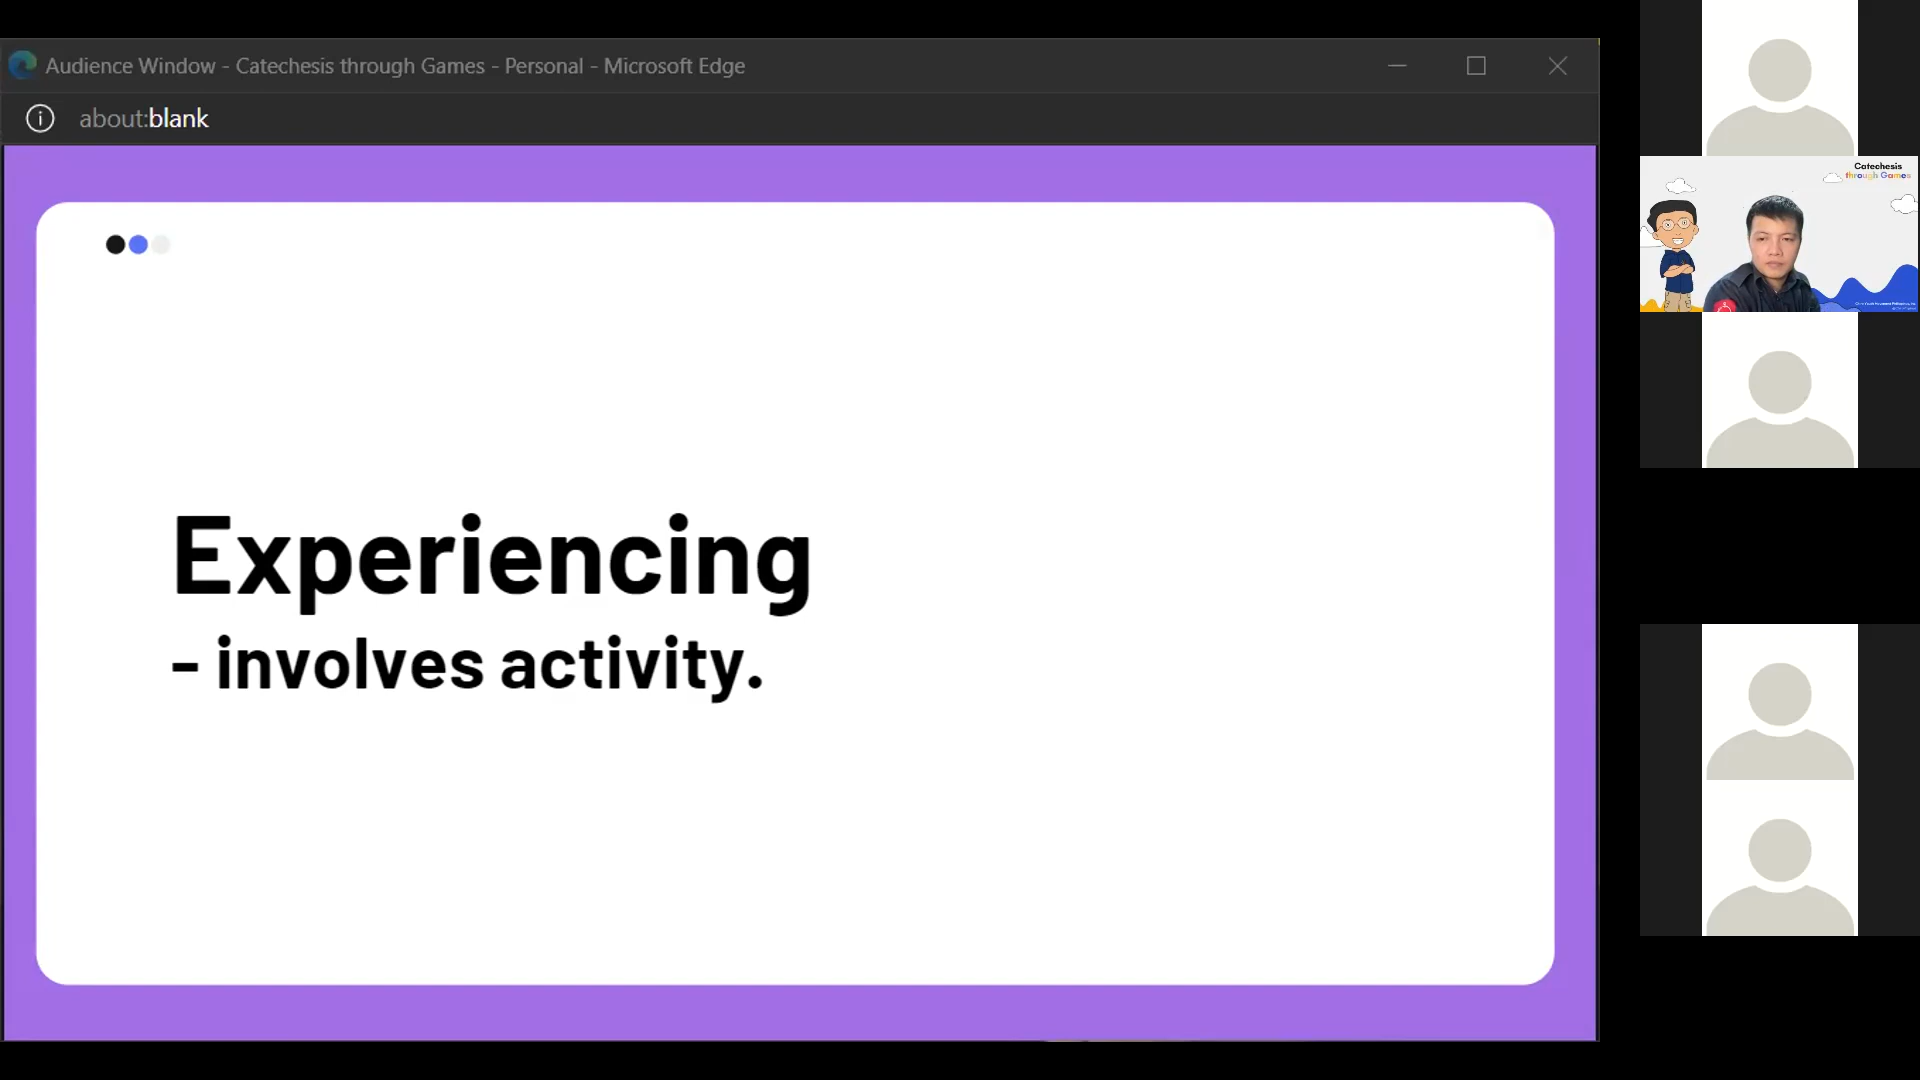 Audience Window - Catechesis through Games - Personal - Microsoft Edge
about:blank
Experiencing
- involves activity.
Catechesis
through Games